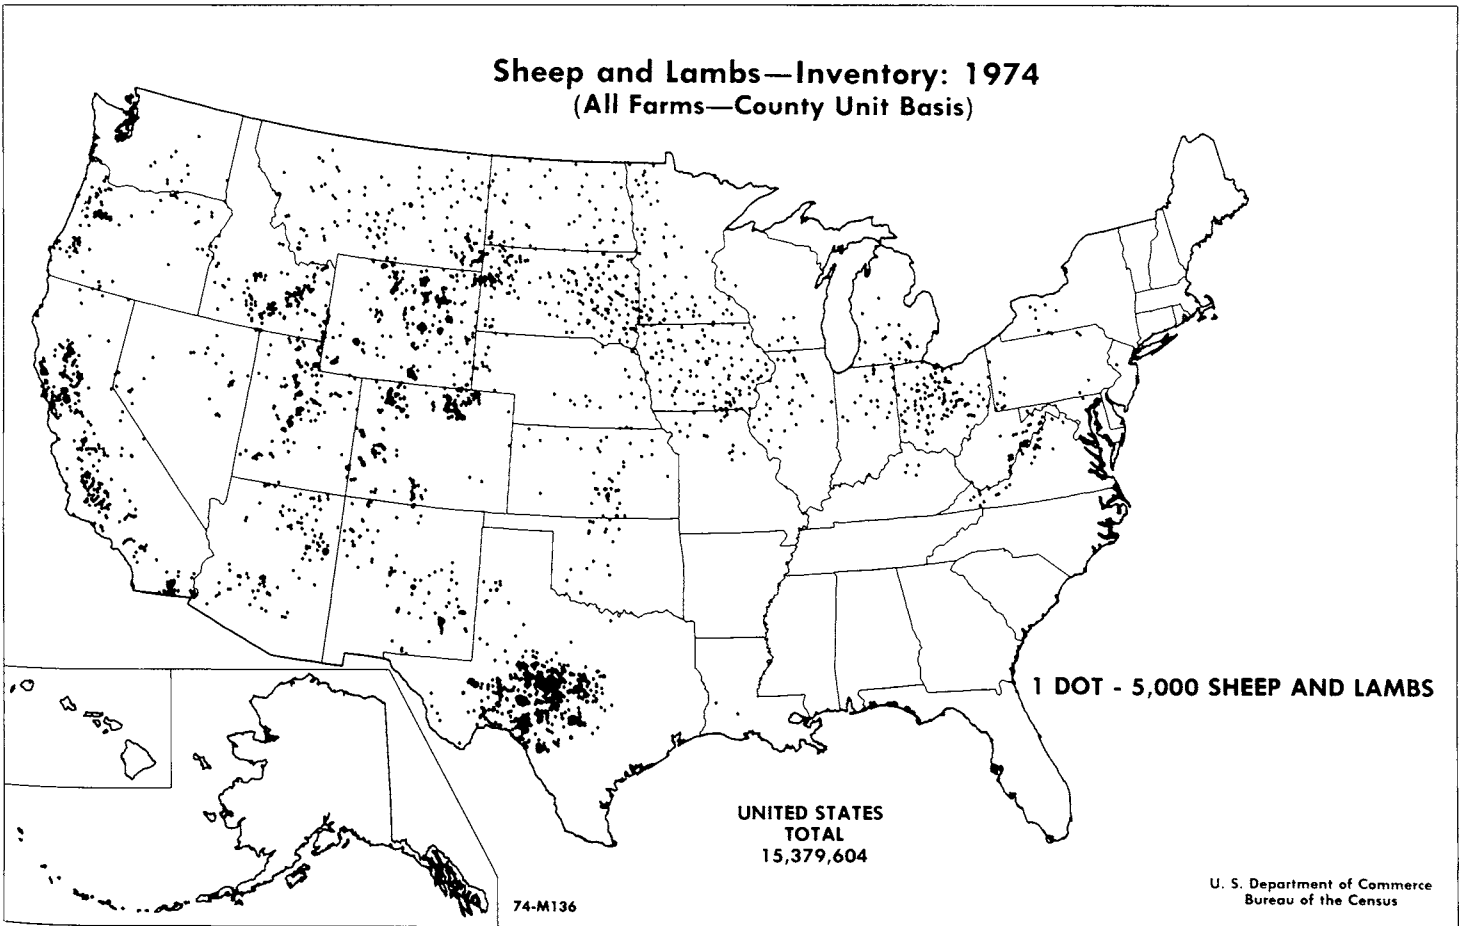 Sheep and Lambs—Inventory: 1974
(All Farms—County Unit Basis)
1 DOT - 5,000 SHEEP AND LAMBS
UNITED STATES
TOTAL
15,379,604
74-M136
U. S. Department of Commerce
Bureau of the Census